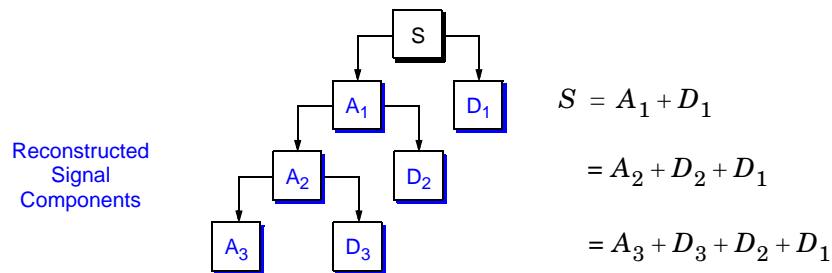 S
A₁
D₁
S = A₁ + D₁
Reconstructed
Signal
Components
A₂
D₂
= A₂ + D₂ + D₁
A₃
D₃
= A₃ + D₃ + D₂ + D₁